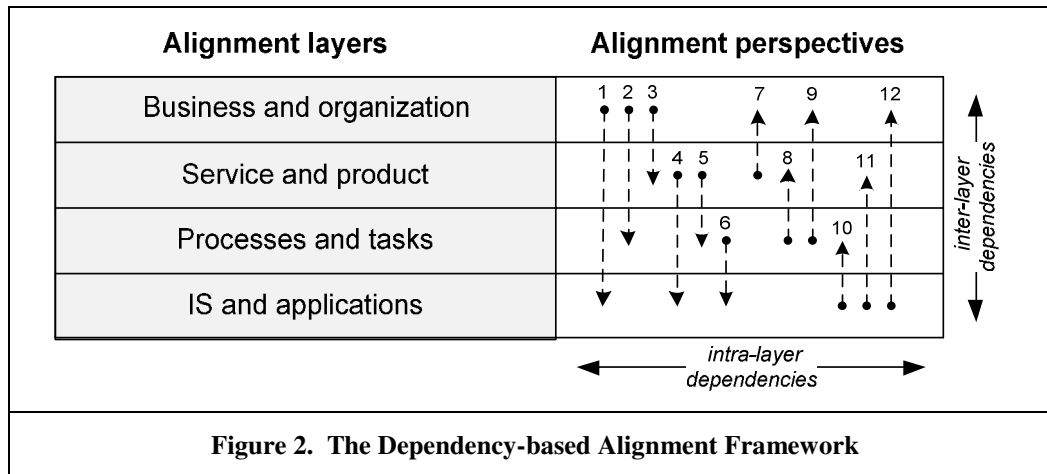 Alignment layers
Alignment perspectives
Business and organization
1 2 3 7 9 12
Service and product
4 5 8 11
Processes and tasks
6 10
IS and applications
inter-layer
dependencies
intra-layer
dependencies
Figure 2. The Dependency-based Alignment Framework